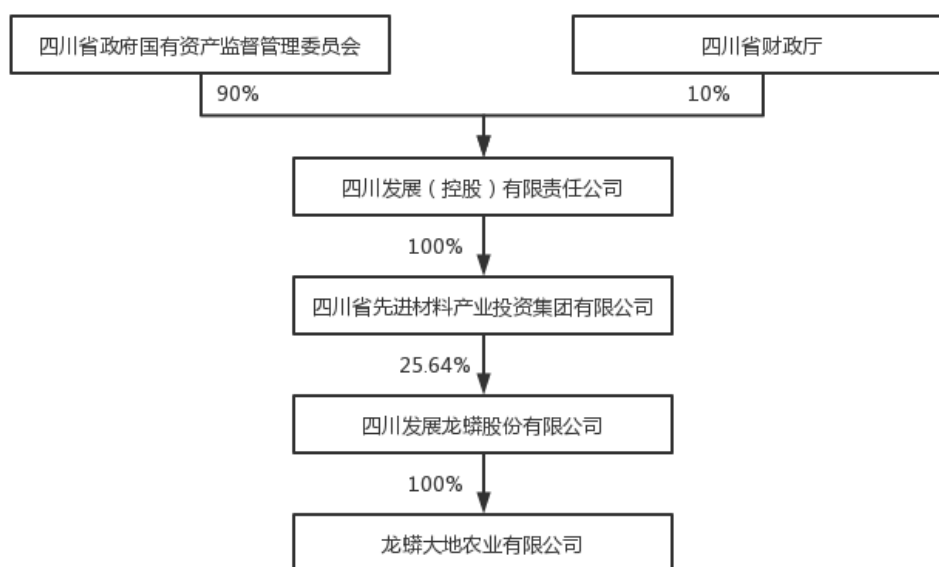 四川省政府国有资产监督管理委员会
四川省财政厅
90%
10%
四川发展（控股）有限责任公司
100%
四川省先进材料产业投资集团有限公司
25.64%
四川发展龙蟒股份有限公司
100%
龙蟒大地农业有限公司